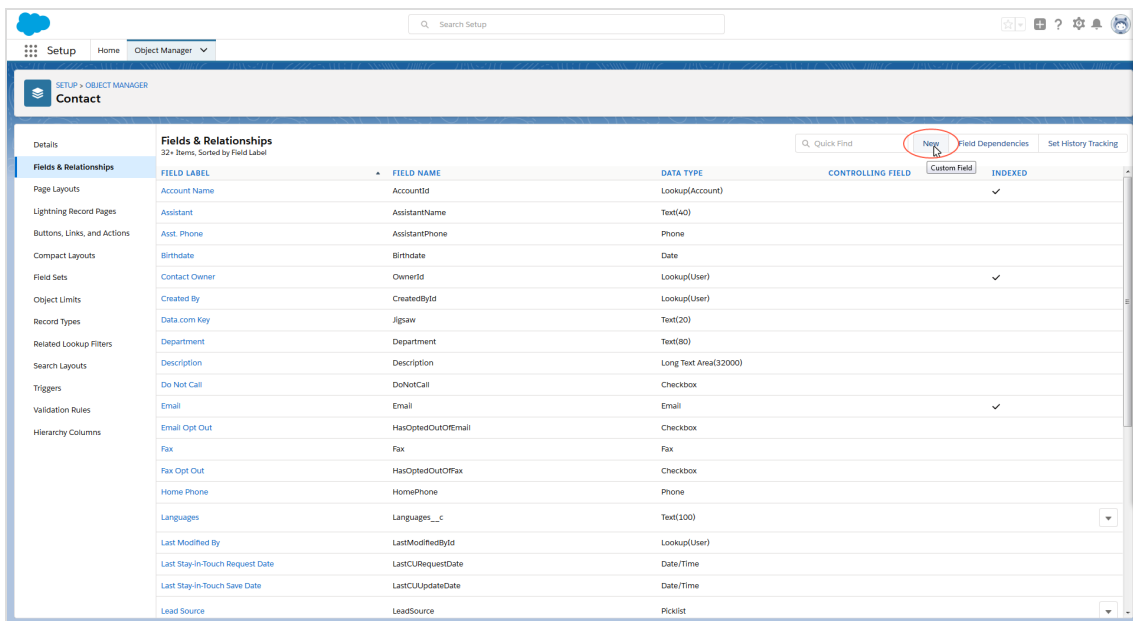 Search Setup
Setup Home Object Manager
SETUP > OBJECT MANAGER
Contact
Details
Fields & Relationships
Page Layouts
Lightning Record Pages
Buttons, Links, and Actions
Compact Layouts
Field Sets
Object Limits
Record Types
Related Lookup Filters
Search Layouts
Triggers
Validation Rules
Hierarchy Columns
Fields & Relationships
32+ Items, Sorted by Field Label
Quick Find New Field Dependencies Set History Tracking
Custom Field
FIELD LABEL FIELD NAME DATA TYPE CONTROLLING FIELD INDEXED
Account Name AccountId Lookup(Account)
Assistant AssistantName Text(40)
Asst. Phone AssistantPhone Phone
Birthdate Birthdate Date
Contact Owner OwnerId Lookup(User)
Created By CreatedById Lookup(User)
Data.com Key Jigsaw Text(20)
Department Department Text(80)
Description Description Long Text Area(32000)
Do Not Call DoNotCall Checkbox
Email Email Email
Email Opt Out HasOptedOutOfEmail Checkbox
Fax Fax Fax
Fax Opt Out HasOptedOutOfFax Checkbox
Home Phone HomePhone Phone
Languages Languages__c Text(100)
Last Modified By LastModifiedById Lookup(User)
Last Stay-in-Touch Request Date LastCURequestDate Date/Time
Last Stay-in-Touch Save Date LastCUUpdateDate Date/Time
Lead Source LeadSource Picklist